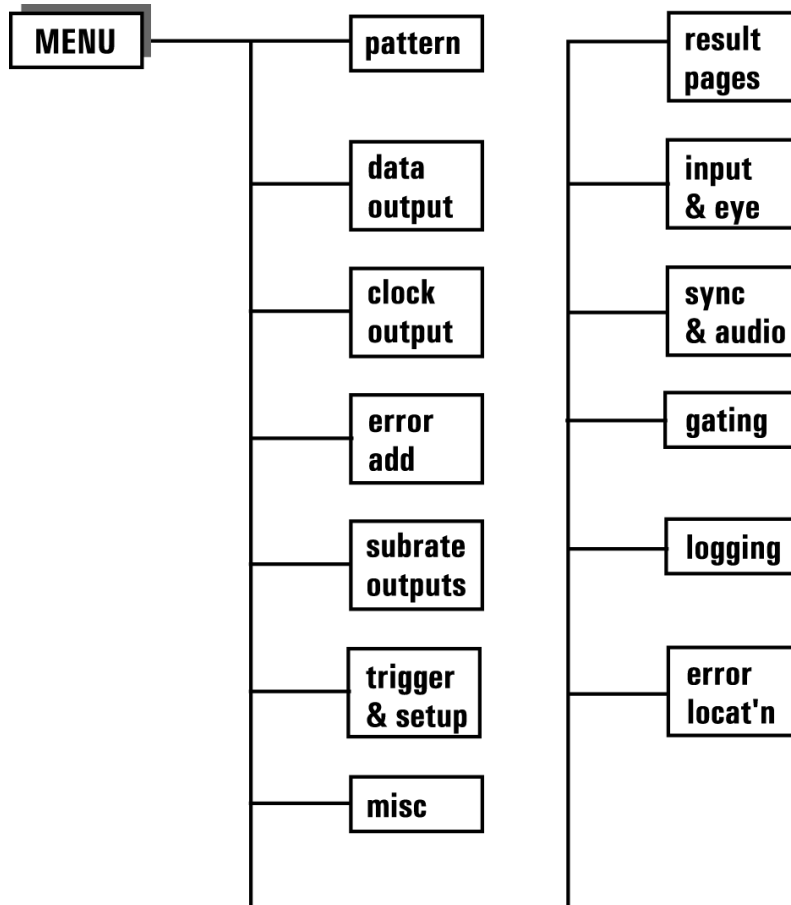 MENU
pattern
data
output
clock
output
error
add
subrate
outputs
trigger
& setup
misc
result
pages
input
& eye
sync
& audio
gating
logging
error
locat'n